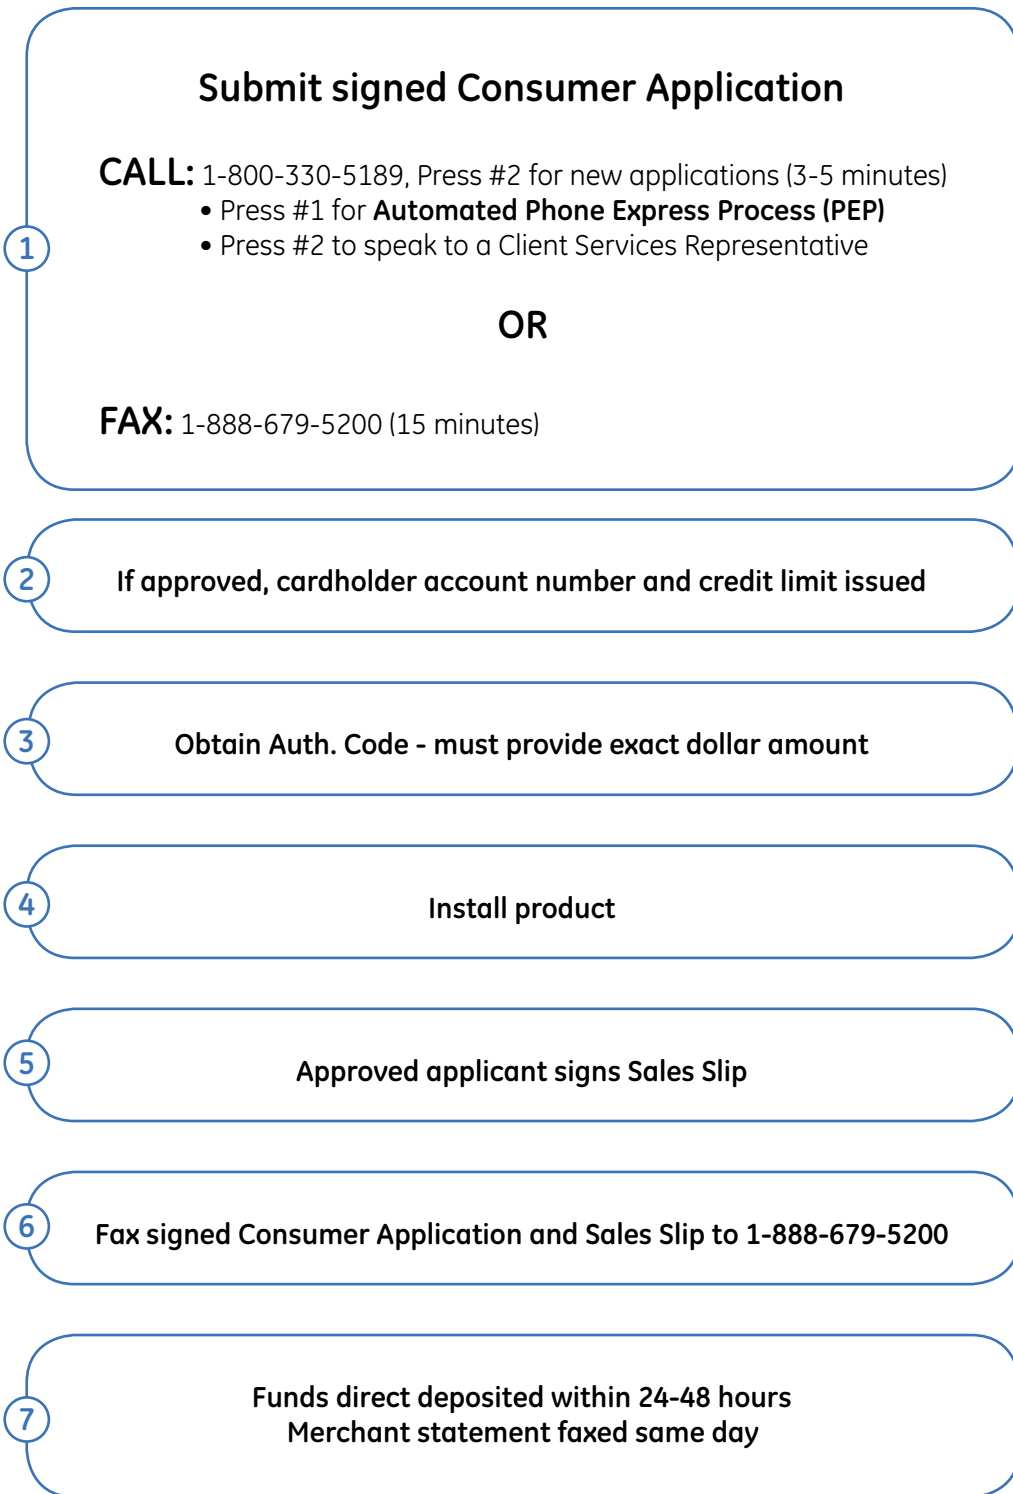 Submit signed Consumer Application
CALL: 1-800-330-5189, Press #2 for new applications (3-5 minutes)
• Press #1 for Automated Phone Express Process (PEP)
• Press #2 to speak to a Client Services Representative
1
OR
FAX: 1-888-679-5200 (15 minutes)
2
If approved, cardholder account number and credit limit issued
3
Obtain Auth. Code - must provide exact dollar amount
4
Install product
5
Approved applicant signs Sales Slip
6
Fax signed Consumer Application and Sales Slip to 1-888-679-5200
7
Funds direct deposited within 24-48 hours
Merchant statement faxed same day